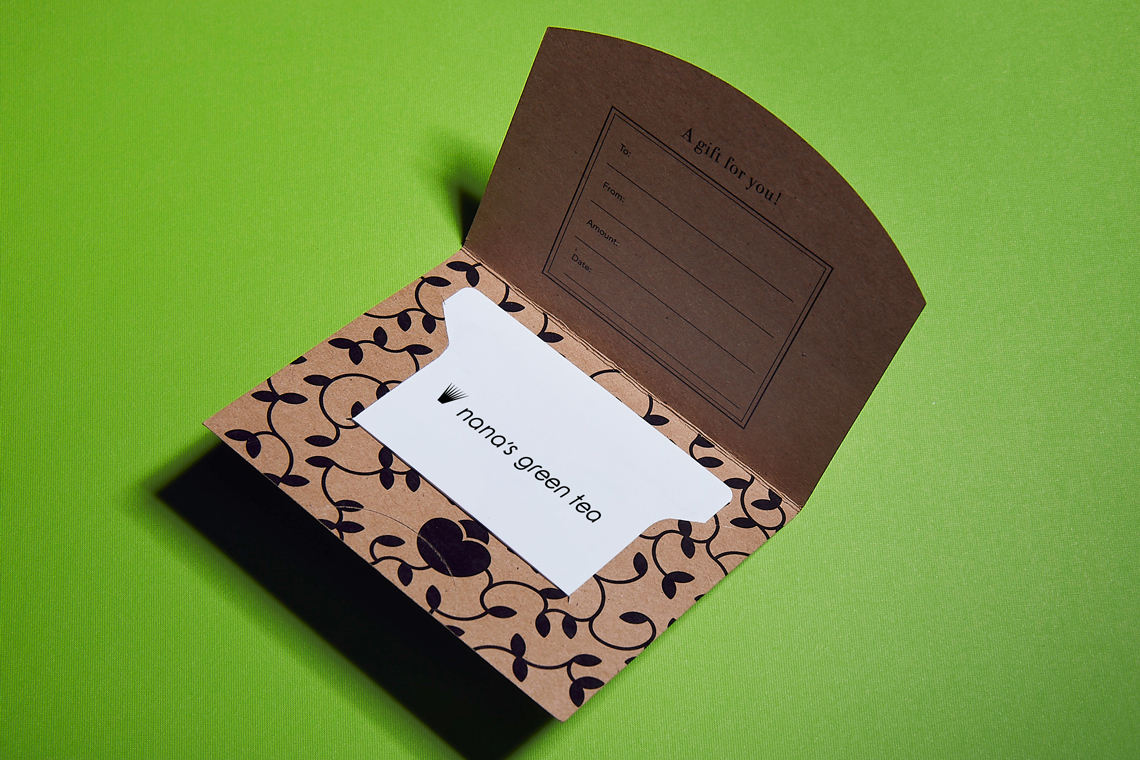 A gift for you!
To:
From:
Amount:
Date:
nana's green tea